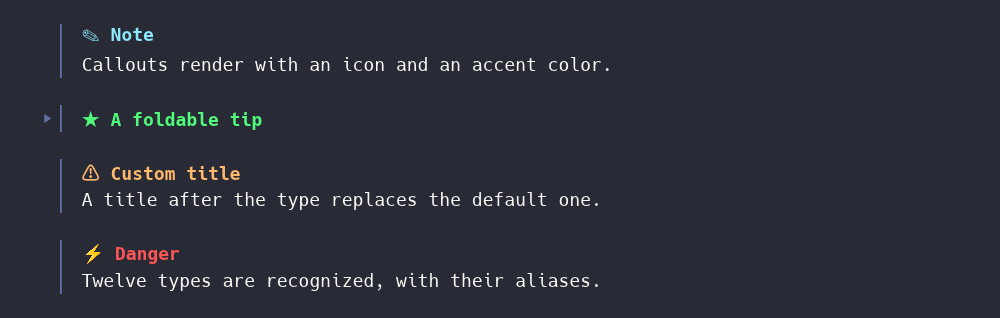 ✎ Note
Callouts render with an icon and an accent color.
★ A foldable tip
⚠ Custom title
A title after the type replaces the default one.
⚡ Danger
Twelve types are recognized, with their aliases.